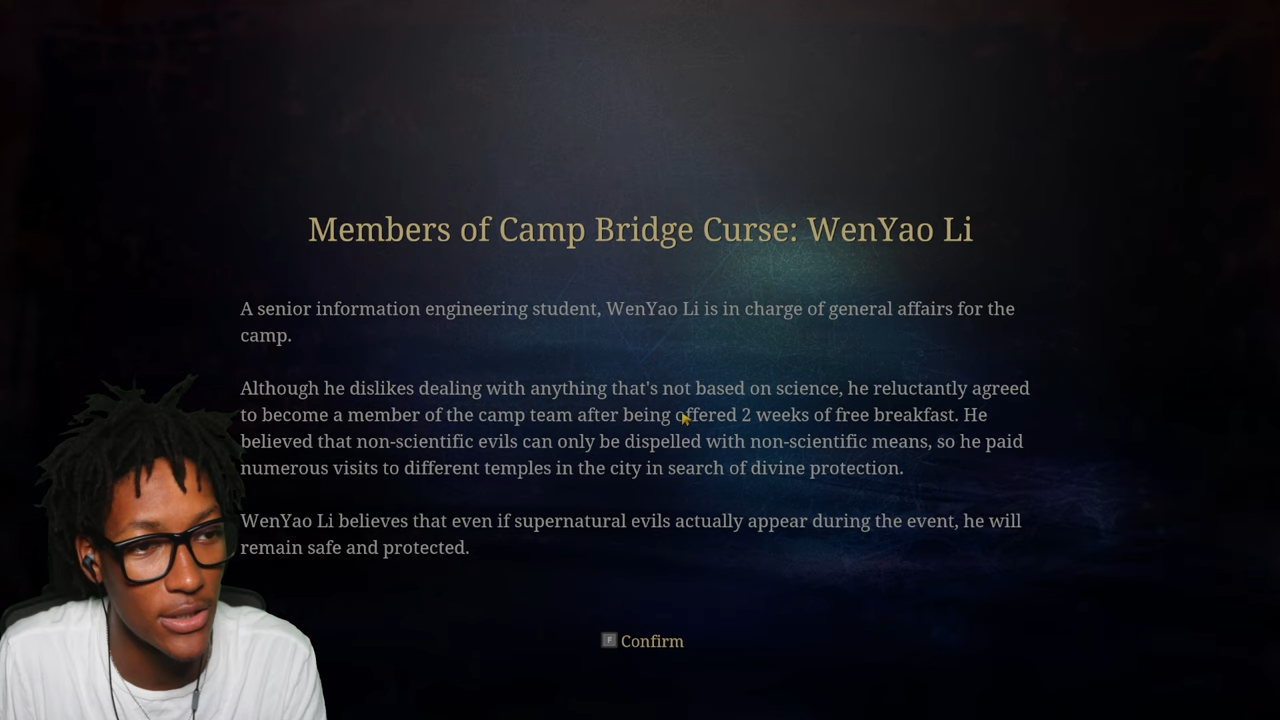 Members of Camp Bridge Curse: WenYao Li
A senior information engineering student, WenYao Li is in charge of general affairs for the
camp.
Although he dislikes dealing with anything that's not based on science, he reluctantly agreed
to become a member of the camp team after being offered 2 weeks of free breakfast. He
believed that non-scientific evils can only be dispelled with non-scientific means, so he paid
numerous visits to different temples in the city in search of divine protection.
WenYao Li believes that even if supernatural evils actually appear during the event, he will
remain safe and protected.
F Confirm